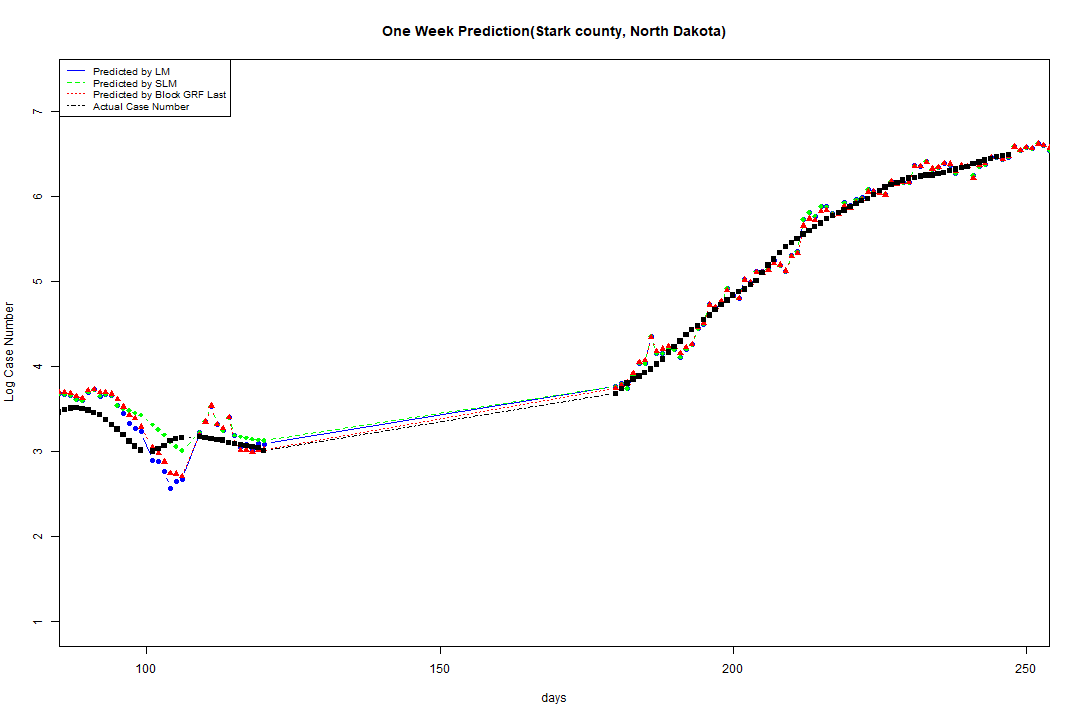 One Week Prediction(Stark county, North Dakota)
Predicted by LM
Predicted by SLM
Predicted by Block GRF Last
Actual Case Number
7
6
5
4
3
2
1
Log Case Number
100 150 200 250
days